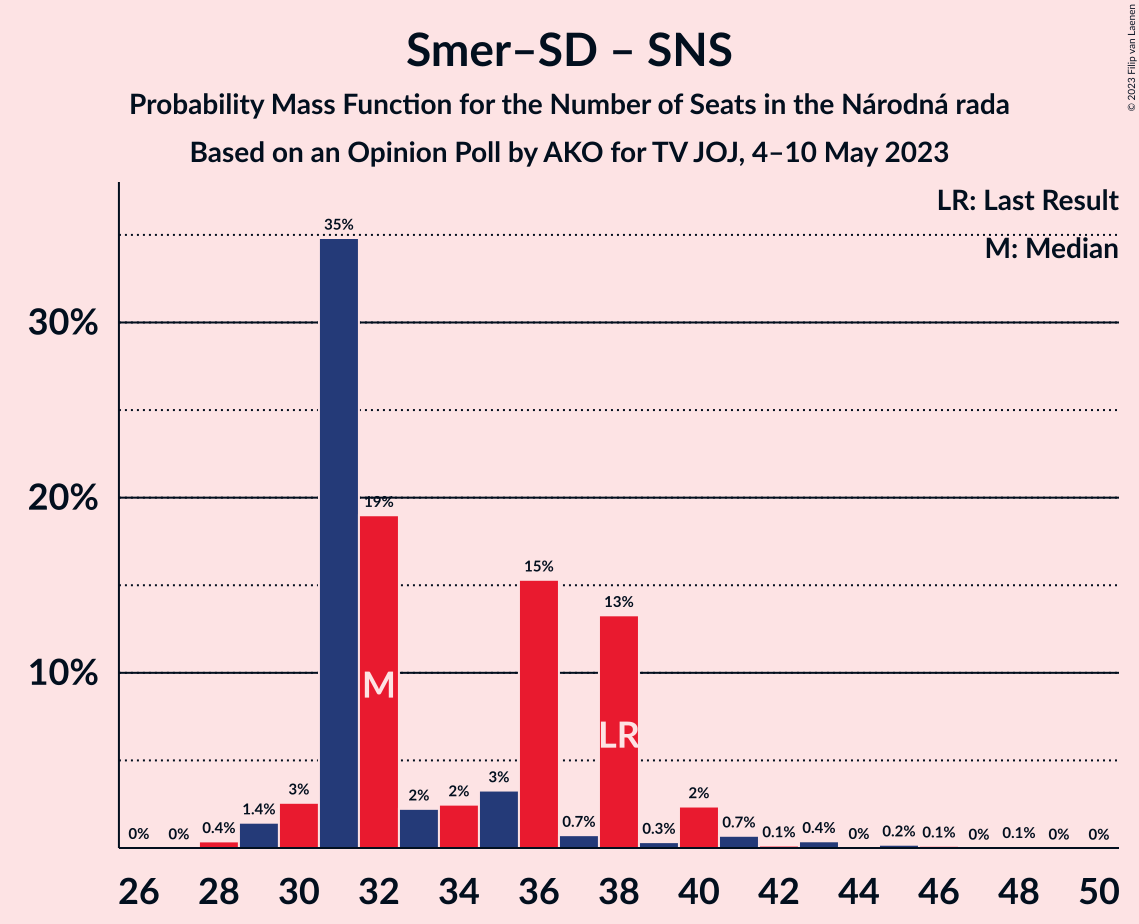 Smer–SD – SNS
Probability Mass Function for the Number of Seats in the Národná rada
Based on an Opinion Poll by AKO for TV JOJ, 4–10 May 2023
© 2023 Filip van Laenen
LR: Last Result
M: Median
30%
20%
10%
0% 0% 0.4% 1.4% 3% 35% 19% 2% 2% 3% 15% 0.7% 13% 0.3% 2% 0.7% 0.1% 0.4% 0% 0.2% 0.1% 0% 0.1% 0% 0%
M
LR
26 28 30 32 34 36 38 40 42 44 46 48 50